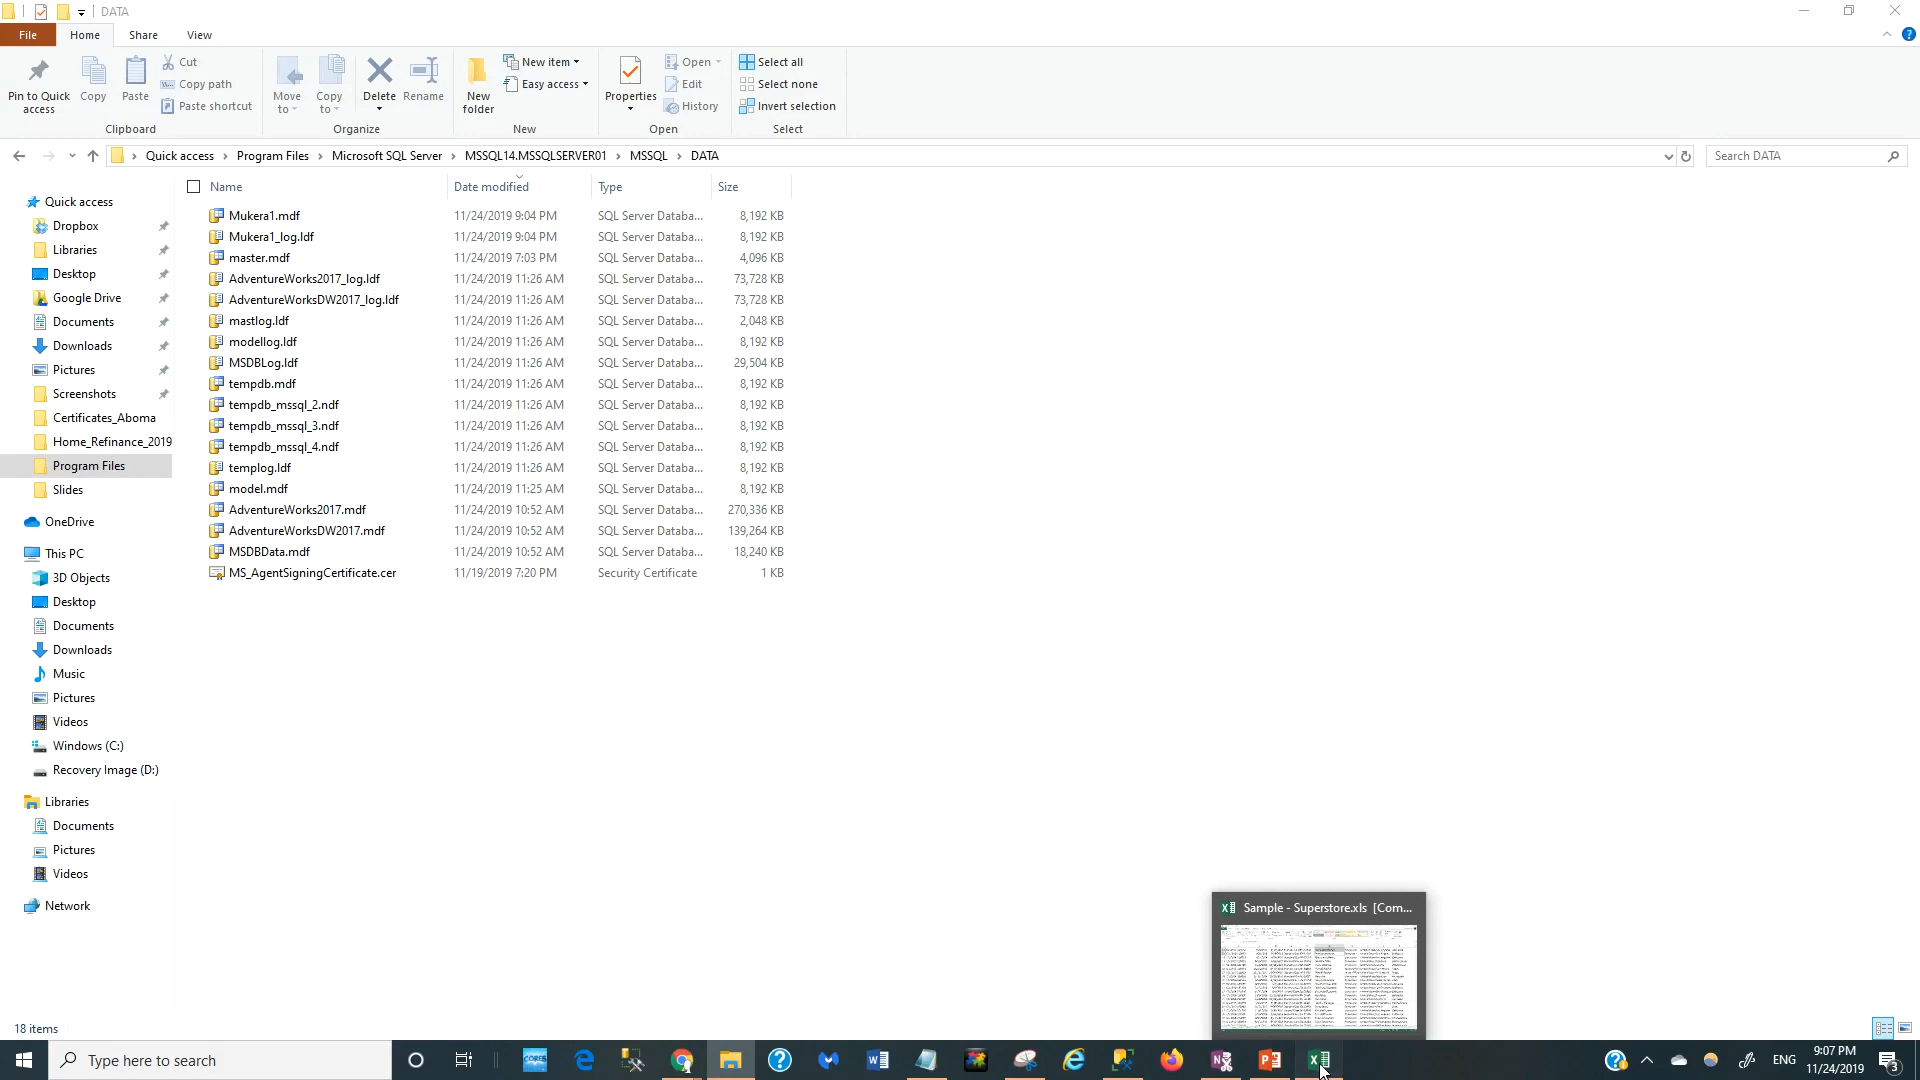 DATA
File Home Share View
Pin to Quick access
Copy
Paste
Cut
Copy path
Paste shortcut
Clipboard
Move to
Copy to
Delete
Rename
Organize
New folder
New item
Easy access
New
Properties
Open
Edit
History
Open
Select all
Select none
Invert selection
Select
Quick access > Program Files > Microsoft SQL Server > MSSQL14.MSSQLSERVER01 > MSSQL > DATA
Search DATA
Quick access
Dropbox
Libraries
Desktop
Google Drive
Documents
Downloads
Pictures
Screenshots
Certificates_Aboma
Home_Refinance_2019
Program Files
Slides
OneDrive
This PC
3D Objects
Desktop
Documents
Downloads
Music
Pictures
Videos
Windows (C:)
Recovery Image (D:)
Libraries
Documents
Pictures
Videos
Network
Name Date modified Type Size
Mukera1.mdf 11/24/2019 9:04 PM SQL Server Databa... 8,192 KB
Mukera1_log.ldf 11/24/2019 9:04 PM SQL Server Databa... 8,192 KB
master.mdf 11/24/2019 7:03 PM SQL Server Databa... 4,096 KB
AdventureWorks2017_log.ldf 11/24/2019 11:26 AM SQL Server Databa... 73,728 KB
AdventureWorksDW2017_log.ldf 11/24/2019 11:26 AM SQL Server Databa... 73,728 KB
mastlog.ldf 11/24/2019 11:26 AM SQL Server Databa... 2,048 KB
modellog.ldf 11/24/2019 11:26 AM SQL Server Databa... 8,192 KB
MSDBLog.ldf 11/24/2019 11:26 AM SQL Server Databa... 29,504 KB
tempdb.mdf 11/24/2019 11:26 AM SQL Server Databa... 8,192 KB
tempdb_mssql_2.ndf 11/24/2019 11:26 AM SQL Server Databa... 8,192 KB
tempdb_mssql_3.ndf 11/24/2019 11:26 AM SQL Server Databa... 8,192 KB
tempdb_mssql_4.ndf 11/24/2019 11:26 AM SQL Server Databa... 8,192 KB
templog.ldf 11/24/2019 11:26 AM SQL Server Databa... 8,192 KB
model.mdf 11/24/2019 11:25 AM SQL Server Databa... 8,192 KB
AdventureWorks2017.mdf 11/24/2019 10:52 AM SQL Server Databa... 270,336 KB
AdventureWorksDW2017.mdf 11/24/2019 10:52 AM SQL Server Databa... 139,264 KB
MSDBData.mdf 11/24/2019 10:52 AM SQL Server Databa... 18,240 KB
MS_AgentSigningCertificate.cer 11/19/2019 7:20 PM Security Certificate 1 KB
Sample - Superstore.xls [Com...
18 items
Type here to search
CORES
ENG
9:07 PM
11/24/2019
3